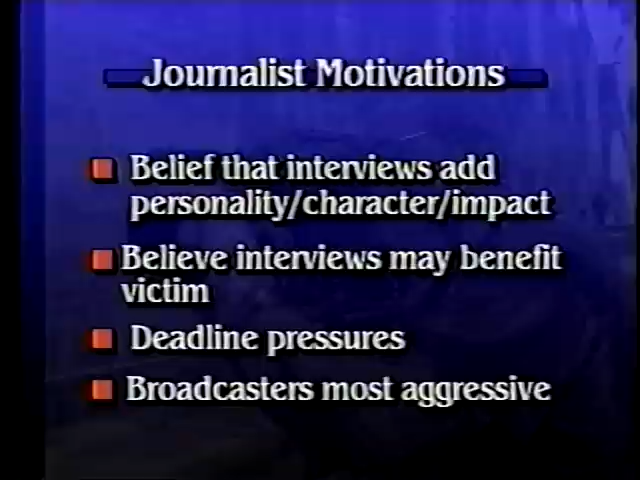 Journalist Motivations
Belief that interviews add
personality/character/impact
Believe interviews may benefit
victim
Deadline pressures
Broadcasters most aggressive